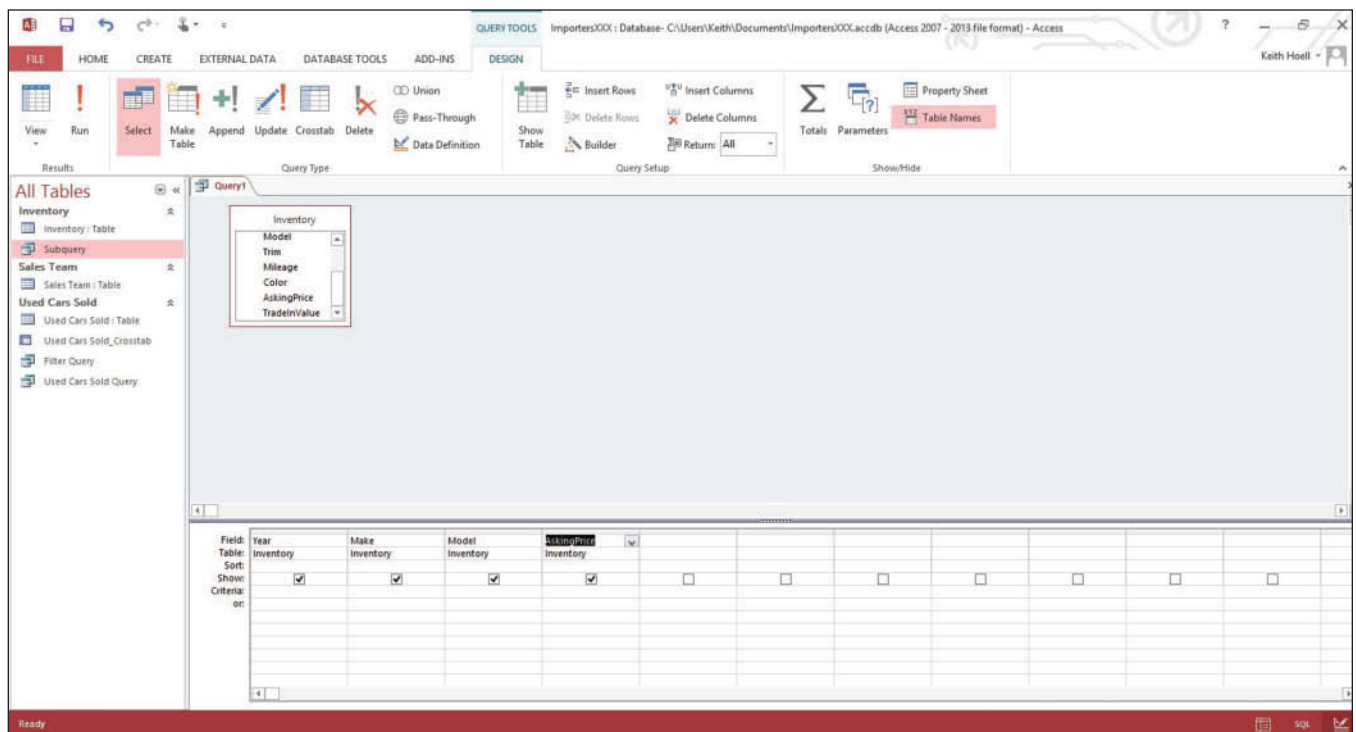 QUERY TOOLS ImportersXXX : Database- C:\Users\Keith\Documents\ImportersXXX.accdb (Access 2007 - 2013 file format) - Access ?
FILE HOME CREATE EXTERNAL DATA DATABASE TOOLS ADD-INS DESIGN Keith Hoell
View Run Select Make Table Append Update Crosstab Delete
Union
Pass-Through
Data Definition
Show Table
Insert Rows
Delete Rows
Builder
Insert Columns
Delete Columns
Return: All
Totals Parameters
Property Sheet
Table Names
Results Query Type Query Setup Show/Hide
All Tables
Inventory
Inventory : Table
Subquery
Sales Team
Sales Team : Table
Used Cars Sold
Used Cars Sold : Table
Used Cars Sold_Crosstab
Filter Query
Used Cars Sold Query
Query1
Inventory
Model
Trim
Mileage
Color
AskingPrice
TradeInValue
Field: Year Make Model AskingPrice
Table: Inventory Inventory Inventory Inventory
Sort:
Show:
Criteria:
or:
Ready SQL